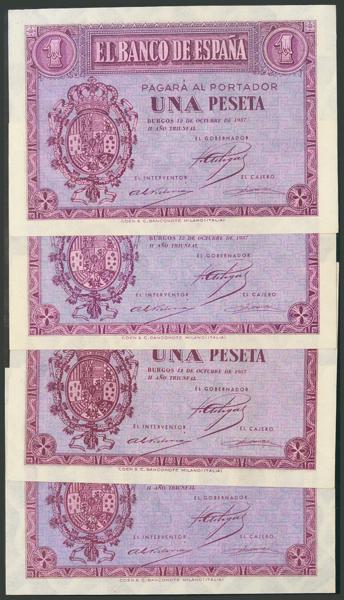 1 EL BANCO DE ESPAÑA 1
PAGARÁ AL PORTADOR
UNA PESETA
BURGOS 12 DE OCTUBRE DE 1937
II AÑO TRIUNFAL
EL GOBERNADOR
EL INTERVENTOR EL CAJERO
COEN & C. BANCONOTE. MILANO (ITALIA)
BURGOS 12 DE OCTUBRE DE 1937
II AÑO TRIUNFAL
EL GOBERNADOR
EL INTERVENTOR EL CAJERO
COEN & C. BANCONOTE. MILANO (ITALIA)
UNA PESETA
BURGOS 12 DE OCTUBRE DE 1937
II AÑO TRIUNFAL
EL GOBERNADOR
EL INTERVENTOR EL CAJERO
COEN & C. BANCONOTE. MILANO (ITALIA)
II AÑO TRIUNFAL
EL GOBERNADOR
EL INTERVENTOR EL CAJERO
COEN & C. BANCONOTE. MILANO (ITALIA)